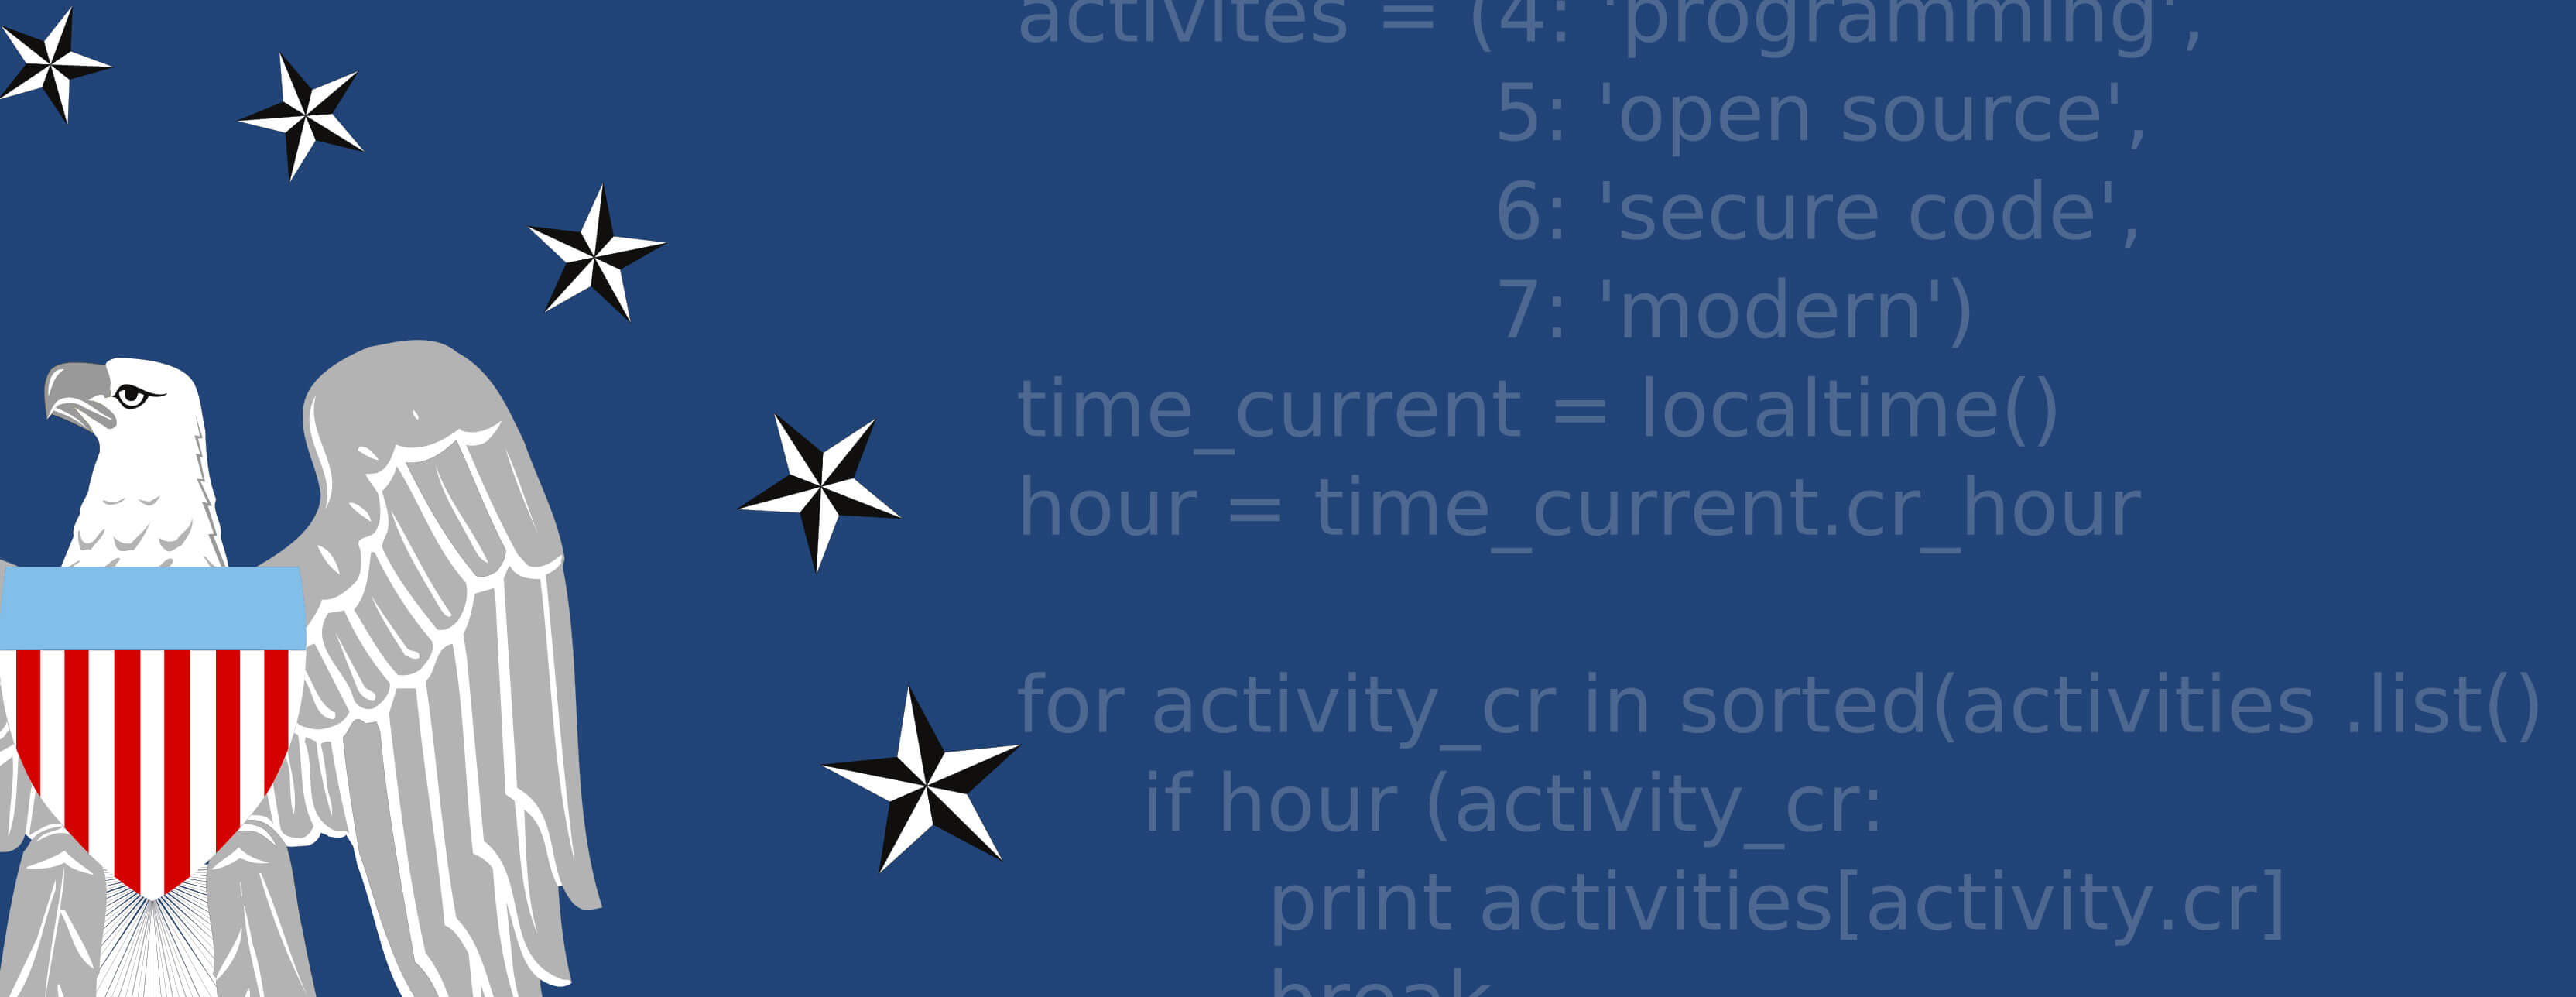 activites = (4: 'programming',
5: 'open source',
6: 'secure code',
7: 'modern')
time_current = localtime()
hour = time_current.cr_hour
for activity_cr in sorted(activities .list()
if hour (activity_cr:
print activities[activity.cr]
break